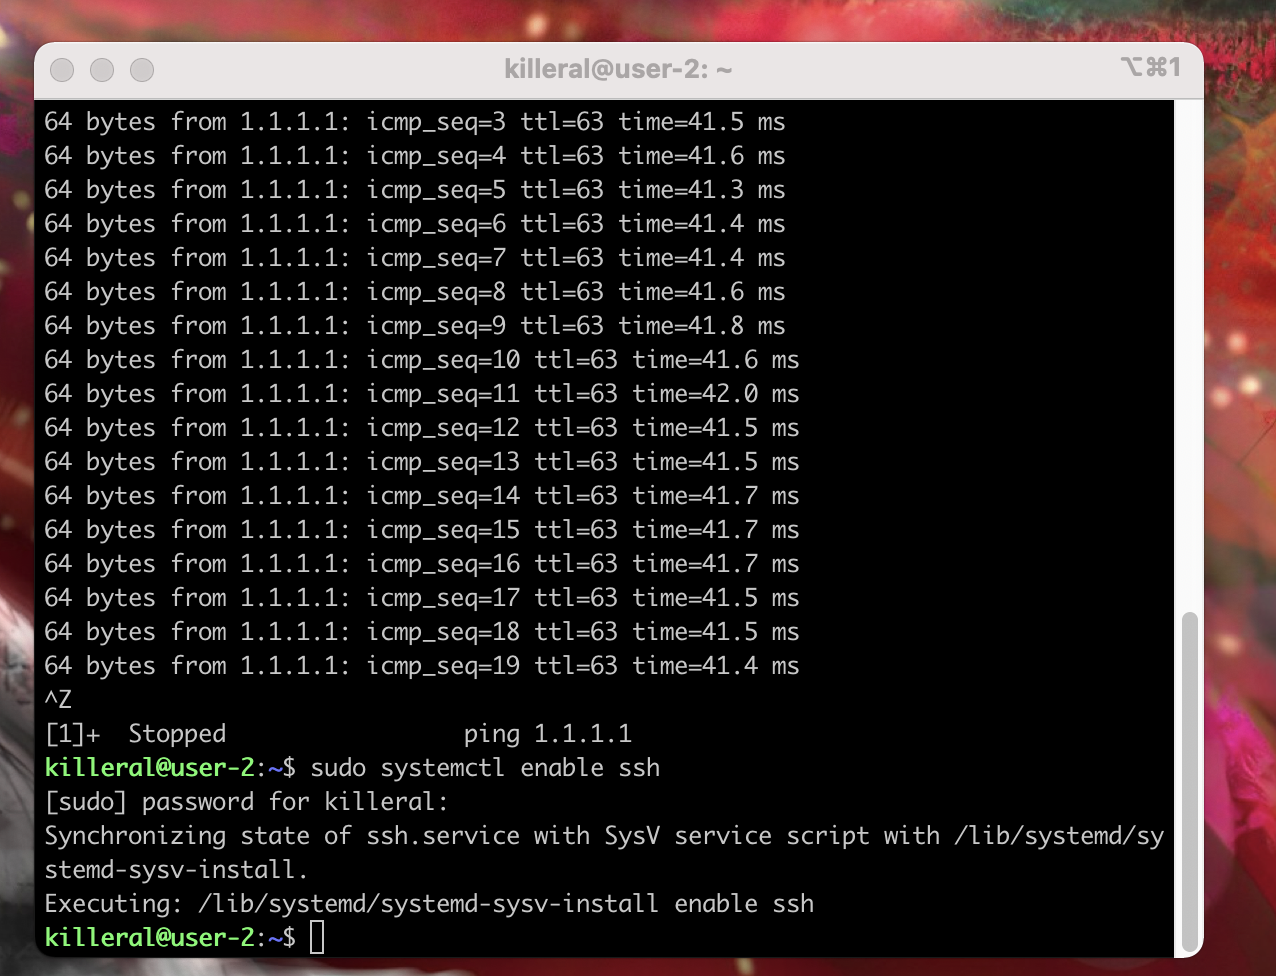 killeral@user-2: ~
⌥⌘1
64 bytes from 1.1.1.1: icmp_seq=3 ttl=63 time=41.5 ms
64 bytes from 1.1.1.1: icmp_seq=4 ttl=63 time=41.6 ms
64 bytes from 1.1.1.1: icmp_seq=5 ttl=63 time=41.3 ms
64 bytes from 1.1.1.1: icmp_seq=6 ttl=63 time=41.4 ms
64 bytes from 1.1.1.1: icmp_seq=7 ttl=63 time=41.4 ms
64 bytes from 1.1.1.1: icmp_seq=8 ttl=63 time=41.6 ms
64 bytes from 1.1.1.1: icmp_seq=9 ttl=63 time=41.8 ms
64 bytes from 1.1.1.1: icmp_seq=10 ttl=63 time=41.6 ms
64 bytes from 1.1.1.1: icmp_seq=11 ttl=63 time=42.0 ms
64 bytes from 1.1.1.1: icmp_seq=12 ttl=63 time=41.5 ms
64 bytes from 1.1.1.1: icmp_seq=13 ttl=63 time=41.5 ms
64 bytes from 1.1.1.1: icmp_seq=14 ttl=63 time=41.7 ms
64 bytes from 1.1.1.1: icmp_seq=15 ttl=63 time=41.7 ms
64 bytes from 1.1.1.1: icmp_seq=16 ttl=63 time=41.7 ms
64 bytes from 1.1.1.1: icmp_seq=17 ttl=63 time=41.5 ms
64 bytes from 1.1.1.1: icmp_seq=18 ttl=63 time=41.5 ms
64 bytes from 1.1.1.1: icmp_seq=19 ttl=63 time=41.4 ms
^Z
[1]+  Stopped                 ping 1.1.1.1
killeral@user-2:~$ sudo systemctl enable ssh
[sudo] password for killeral:
Synchronizing state of ssh.service with SysV service script with /lib/systemd/sy
stemd-sysv-install.
Executing: /lib/systemd/systemd-sysv-install enable ssh
killeral@user-2:~$